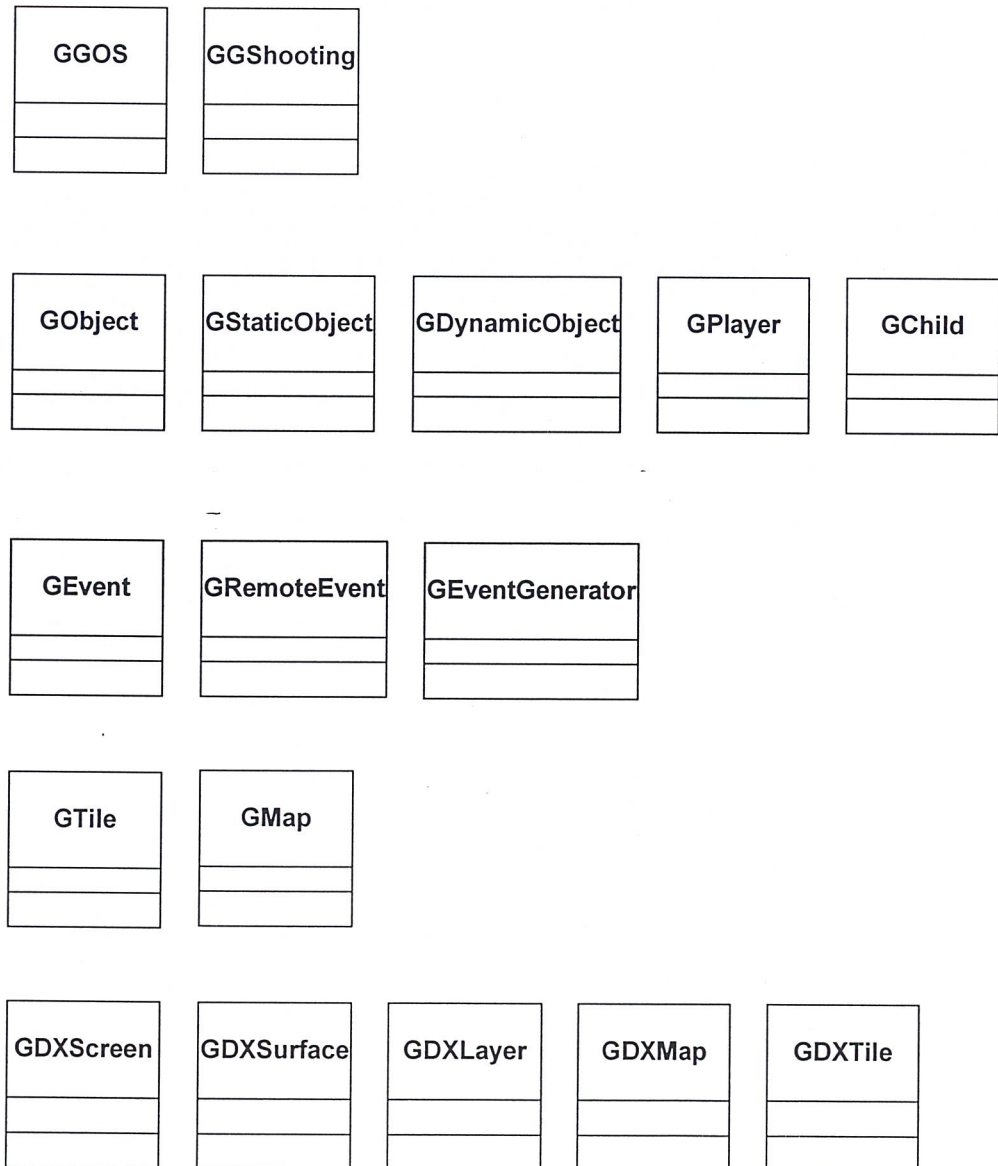 GGOS GGShooting
GObject GStaticObject GDynamicObject GPlayer GChild
GEvent GRemoteEvent GEventGenerator
GTile GMap
GDXScreen GDXSurface GDXLayer GDXMap GDXTile